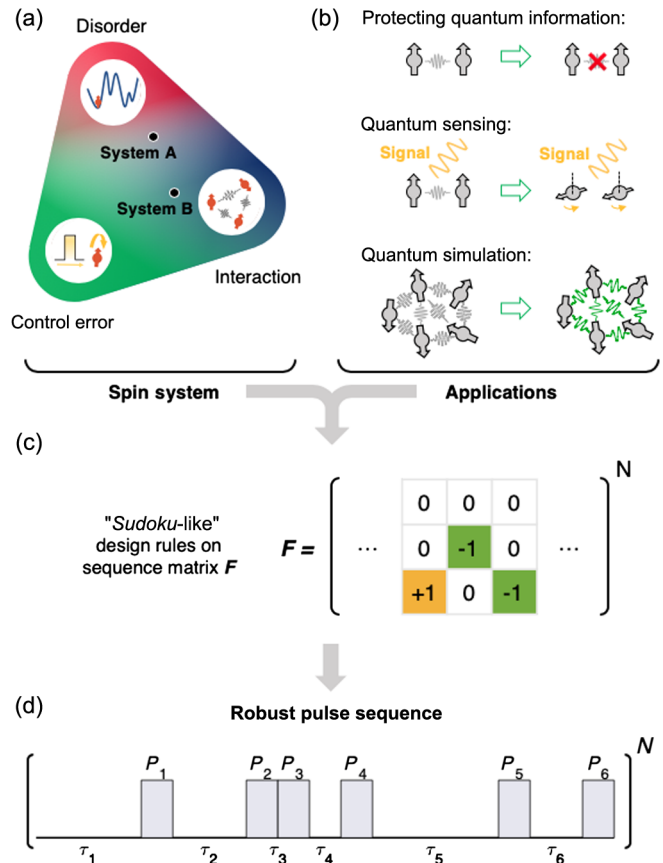 (a)
Disorder
System A
System B
Interaction
Control error
Spin system
(b)
Protecting quantum information:
Quantum sensing:
Signal
Signal
Quantum simulation:
Applications
(c)
"Sudoku-like"
design rules on
sequence matrix F
F =
N
0 0 0
... 0 -1 0 ...
+1 0 -1
(d)
Robust pulse sequence
N
P1 P2 P3 P4 P5 P6
τ1 τ2 τ3 τ4 τ5 τ6